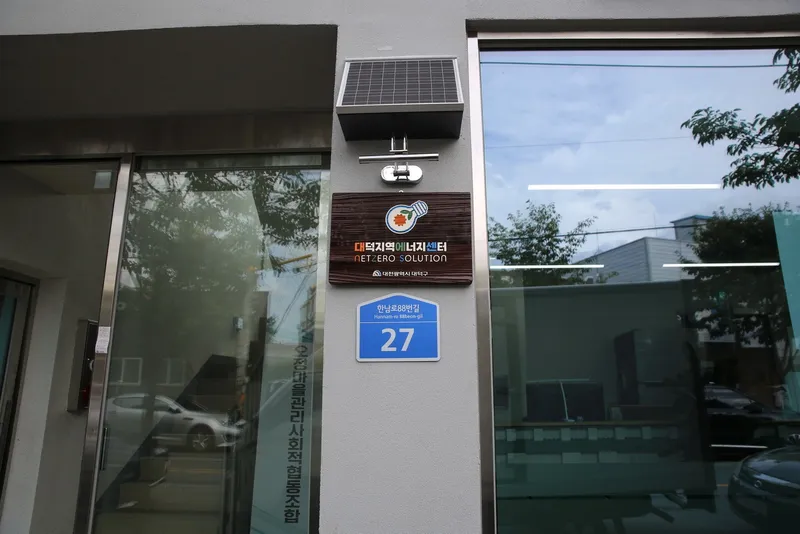 대덕지역에너지센터
NETZERO SOLUTION
대전광역시 대덕구
한남로88번길
Hannam-ro 88beon-gil
27
오정마을관리사회적협동조합